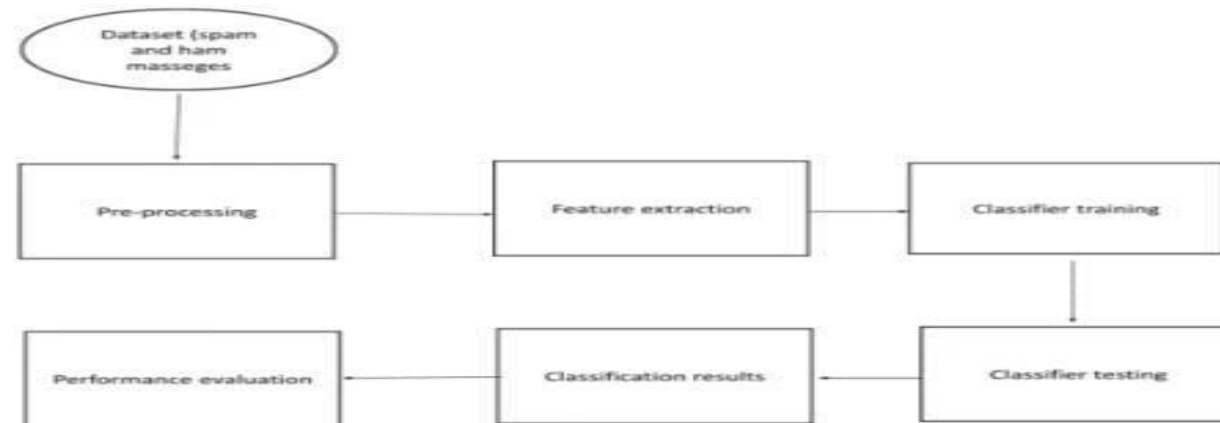 Dataset (spam
and ham
masseges
Pre-processing
Feature extraction
Classifier training
Performance evaluation
Classification results
Classifier testing